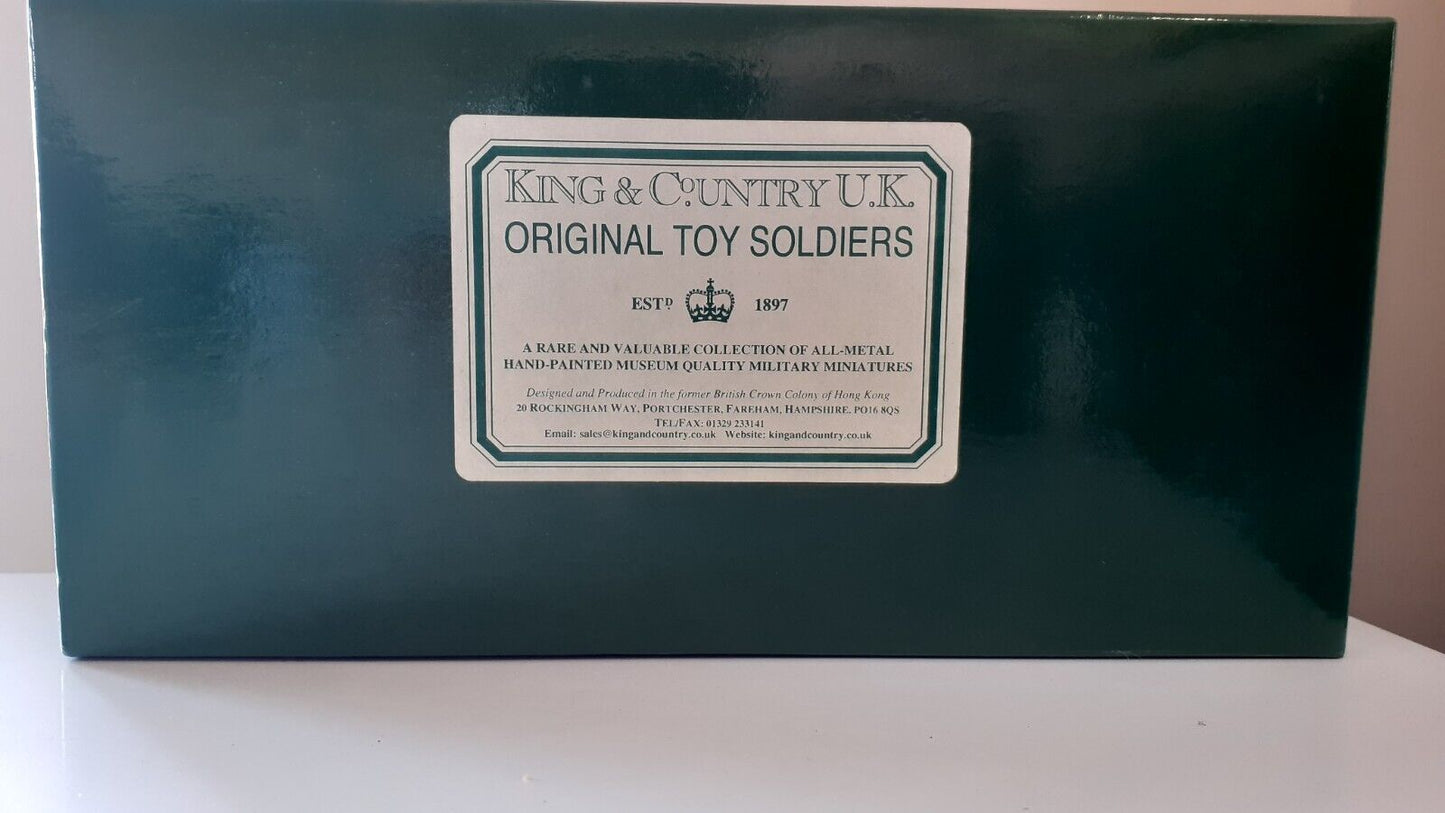 KING & CO.UNTRY U.K.
ORIGINAL TOY SOLDIERS
ESTD. 1897
A RARE AND VALUABLE COLLECTION OF ALL-METAL
HAND-PAINTED MUSEUM QUALITY MILITARY MINIATURES
Designed and Produced in the former British Crown Colony of Hong Kong
20 ROCKINGHAM WAY, PORTCHESTER, FAREHAM, HAMPSHIRE. PO16 8QS
TEL/FAX: 01329 233141
Email: sales@kingandcountry.co.uk Website: kingandcountry.co.uk